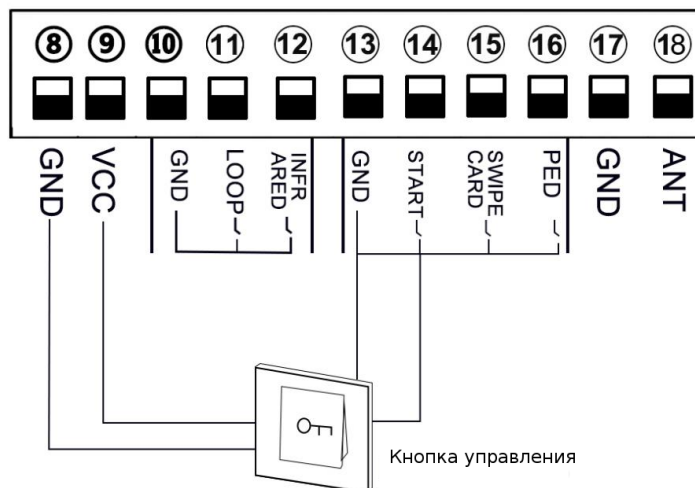 8 9 10 11 12 13 14 15 16 17 18
GND
VCC
GND
LOOP
INFR
ARED
GND
START
SWIPE
CARD
PED
GND
ANT
Кнопка управления